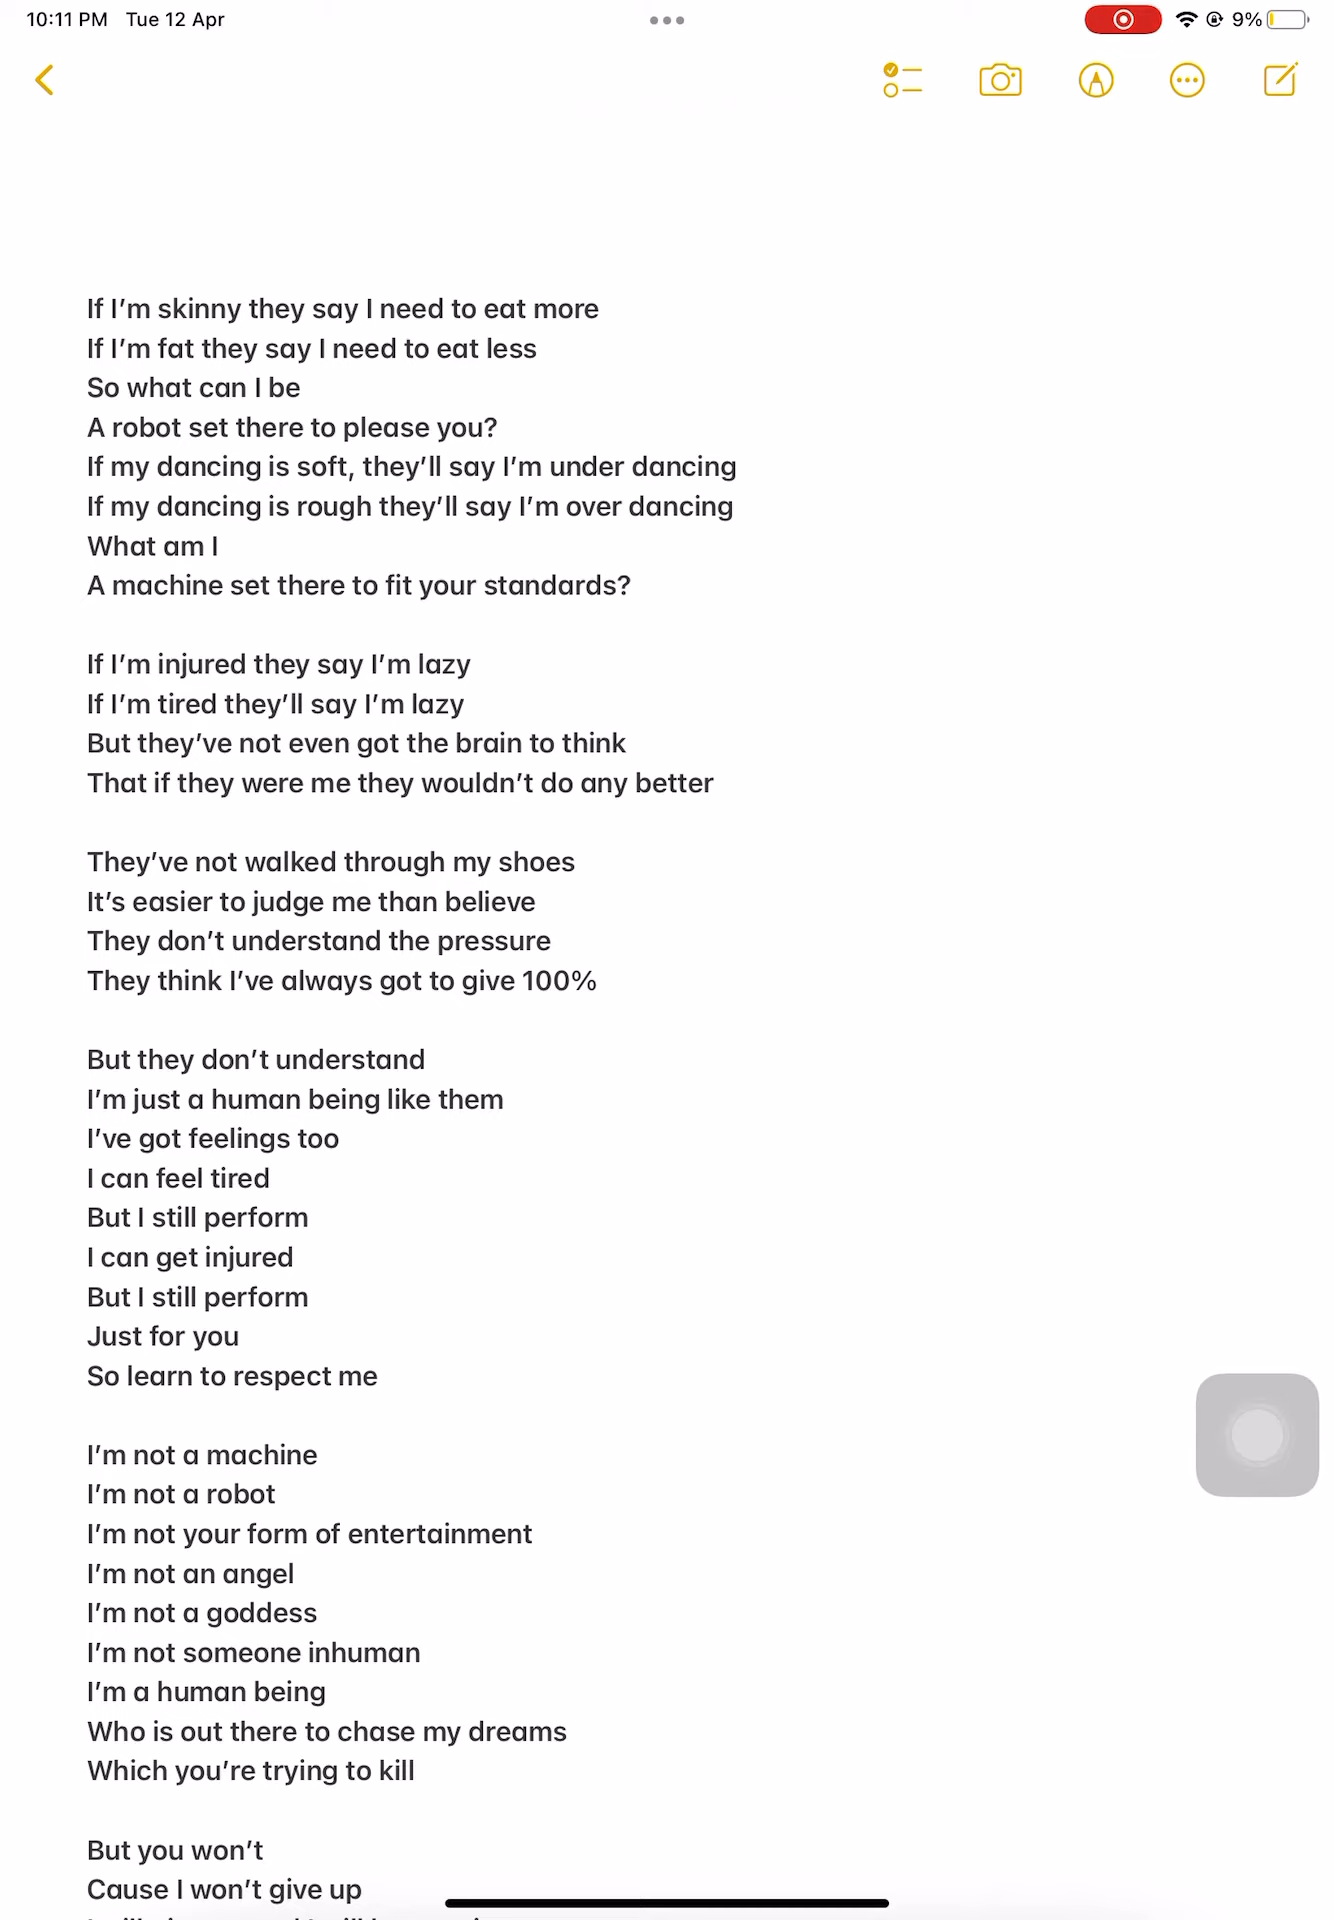 10:11 PM Tue 12 Apr
9%
If I'm skinny they say I need to eat more
If I'm fat they say I need to eat less
So what can I be
A robot set there to please you?
If my dancing is soft, they'll say I'm under dancing
If my dancing is rough they'll say I'm over dancing
What am I
A machine set there to fit your standards?
If I'm injured they say I'm lazy
If I'm tired they'll say I'm lazy
But they've not even got the brain to think
That if they were me they wouldn't do any better
They've not walked through my shoes
It's easier to judge me than believe
They don't understand the pressure
They think I've always got to give 100%
But they don't understand
I'm just a human being like them
I've got feelings too
I can feel tired
But I still perform
I can get injured
But I still perform
Just for you
So learn to respect me
I'm not a machine
I'm not a robot
I'm not your form of entertainment
I'm not an angel
I'm not a goddess
I'm not someone inhuman
I'm a human being
Who is out there to chase my dreams
Which you're trying to kill
But you won't
Cause I won't give up